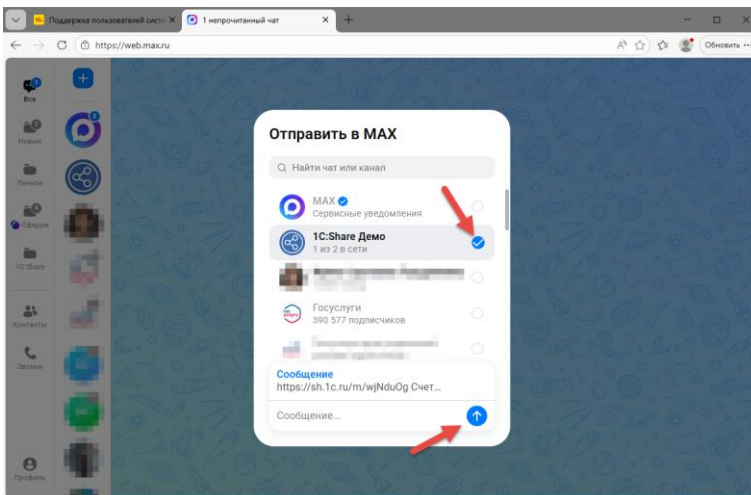 Поддержка пользователей систе
1 непрочитанный чат
https://web.max.ru
Обновить
Все
Новые
Личное
Сферум
1C:Share
Контакты
Звонки
Профиль
Отправить в MAX
Найти чат или канал
MAX
Сервисные уведомления
1C:Share Демо
1 из 2 в сети
Госуслуги
390 577 подписчиков
Сообщение
https://sh.1c.ru/m/wjNduOg Счет...
Сообщение...